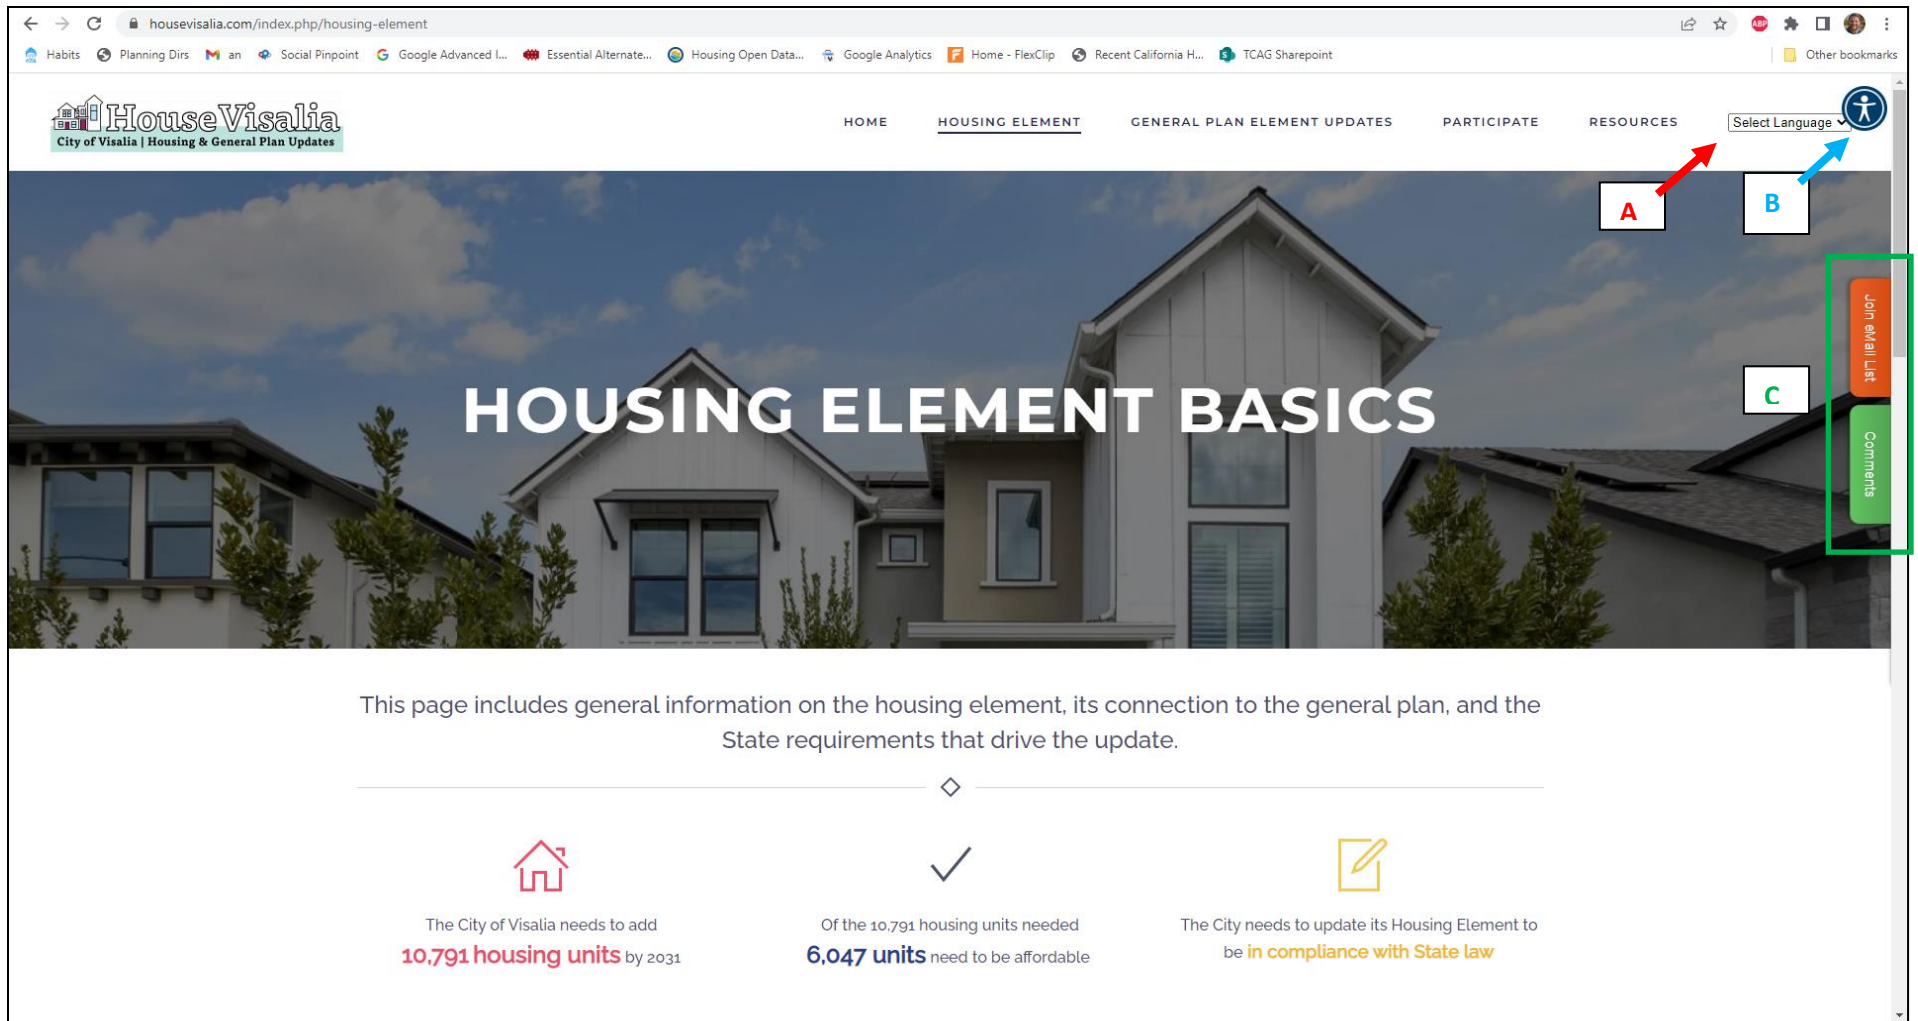 housevisalia.com/index.php/housing-element
ABP
Habits Planning Dirs an Social Pinpoint Google Advanced I... Essential Alternate... Housing Open Data... Google Analytics Home - FlexClip Recent California H... TCAG Sharepoint Other bookmarks
House Visalia
City of Visalia | Housing & General Plan Updates
HOME HOUSING ELEMENT GENERAL PLAN ELEMENT UPDATES PARTICIPATE RESOURCES Select Language
A
B
Join eMail List
C
Comments
HOUSING ELEMENT BASICS
This page includes general information on the housing element, its connection to the general plan, and the
State requirements that drive the update.
The City of Visalia needs to add
10,791 housing units by 2031
Of the 10,791 housing units needed
6,047 units need to be affordable
The City needs to update its Housing Element to
be in compliance with State law